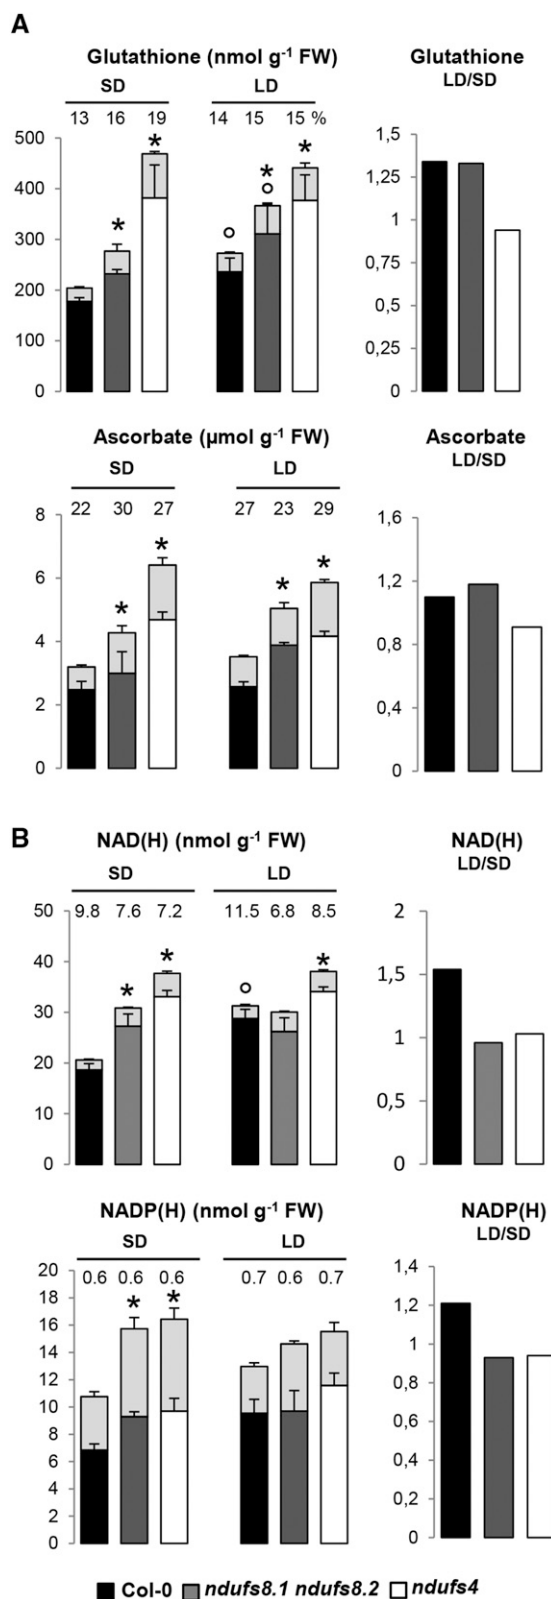 A
Glutathione (nmol g⁻¹ FW)
SD LD
13 16 19 14 15 15 %
* * * *
500
400
300
200
100
0
Glutathione
LD/SD
1,5
1,25
1
0,75
0,5
0,25
0
Ascorbate (µmol g⁻¹ FW)
SD LD
22 30 27 27 23 29
* * * *
8
6
4
2
0
Ascorbate
LD/SD
1,6
1,2
0,8
0,4
0
B
NAD(H) (nmol g⁻¹ FW)
SD LD
9.8 7.6 7.2 11.5 6.8 8.5
* * *
50
40
30
20
10
0
NAD(H)
LD/SD
2
1,5
1
0,5
0
NADP(H) (nmol g⁻¹ FW)
SD LD
0.6 0.6 0.6 0.7 0.6 0.7
* *
20
18
16
14
12
10
8
6
4
2
0
NADP(H)
LD/SD
1,4
1,2
1
0,8
0,6
0,4
0,2
0
Col-0 ndufs8.1 ndufs8.2 ndufs4